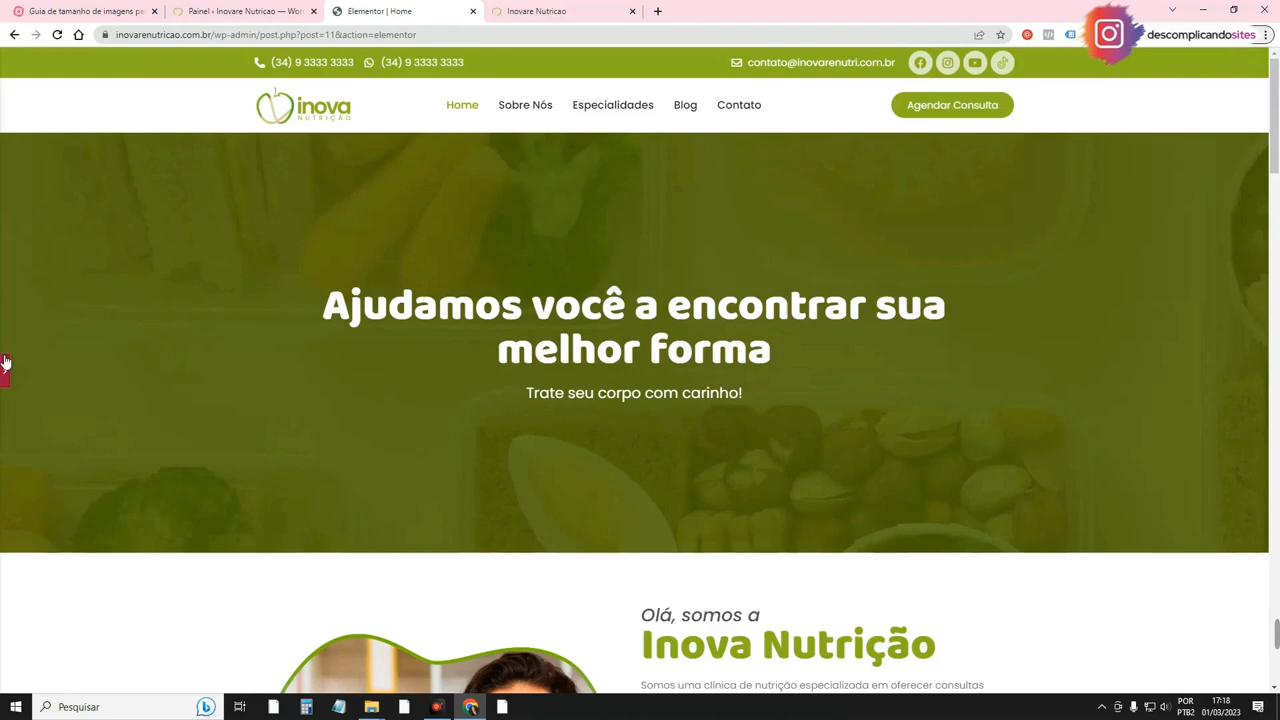 Guia de tamanho de imagens pa
Painel ‹ Inovare Nutricao — Wor
Elementor | Home
Inovare Nutricao
inovarenutricao.com.br/wp-admin/post.php?post=11&action=elementor
descomplicandosites
(34) 9 3333 3333
(34) 9 3333 3333
contato@inovarenutri.com.br
inova
NUTRIÇÃO
Home
Sobre Nós
Especialidades
Blog
Contato
Agendar Consulta
Ajudamos você a encontrar sua
melhor forma
Trate seu corpo com carinho!
Olá, somos a
Inova Nutrição
Somos uma clínica de nutrição especializada em oferecer consultas
Pesquisar
POR
PTB2
17:18
01/03/2023